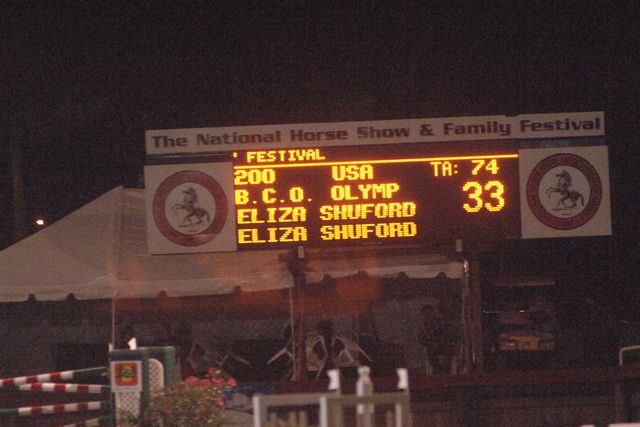 The National Horse Show & Family Festival
' FESTIVAL
200 USA TA: 74
B.C.O. OLYMP 33
ELIZA SHUFORD
ELIZA SHUFORD